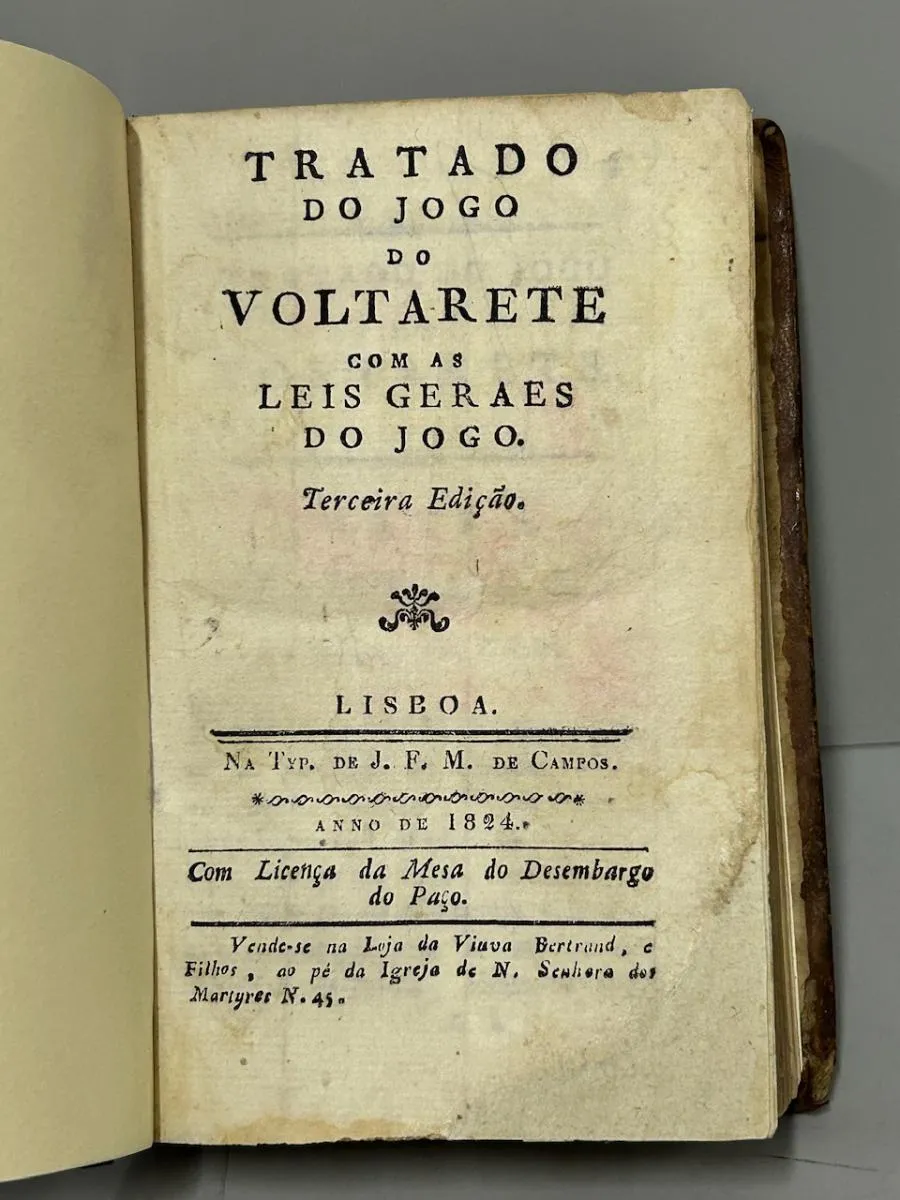 TRATADO
DO JOGO
DO
VOLTARETE
COM AS
LEIS GERAES
DO JOGO.
Terceira Edição.
LISBOA.
NA TYP. DE J. F. M. DE CAMPOS.
ANNO DE 1824.
Com Licença da Mesa do Desembargo
do Paço.
Vende-se na Loja da Viuva Bertrand, e
Filhos, ao pé da Igreja de N. Senhora dos
Martyres N. 45.